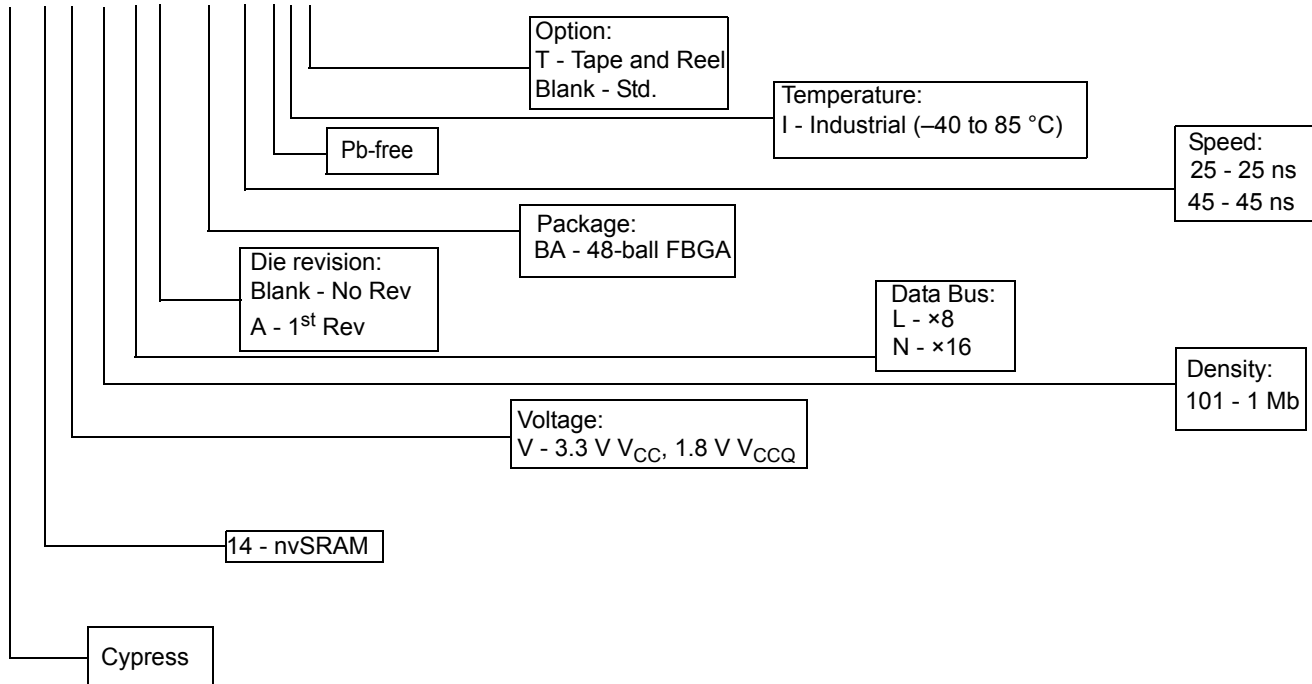 Option:
T - Tape and Reel
Blank - Std.
Temperature:
I - Industrial (–40 to 85 °C)
Pb-free
Speed:
25 - 25 ns
45 - 45 ns
Package:
BA - 48-ball FBGA
Die revision:
Blank - No Rev
A - 1st Rev
Data Bus:
L - ×8
N - ×16
Density:
101 - 1 Mb
Voltage:
V - 3.3 V VCC, 1.8 V VCCQ
14 - nvSRAM
Cypress